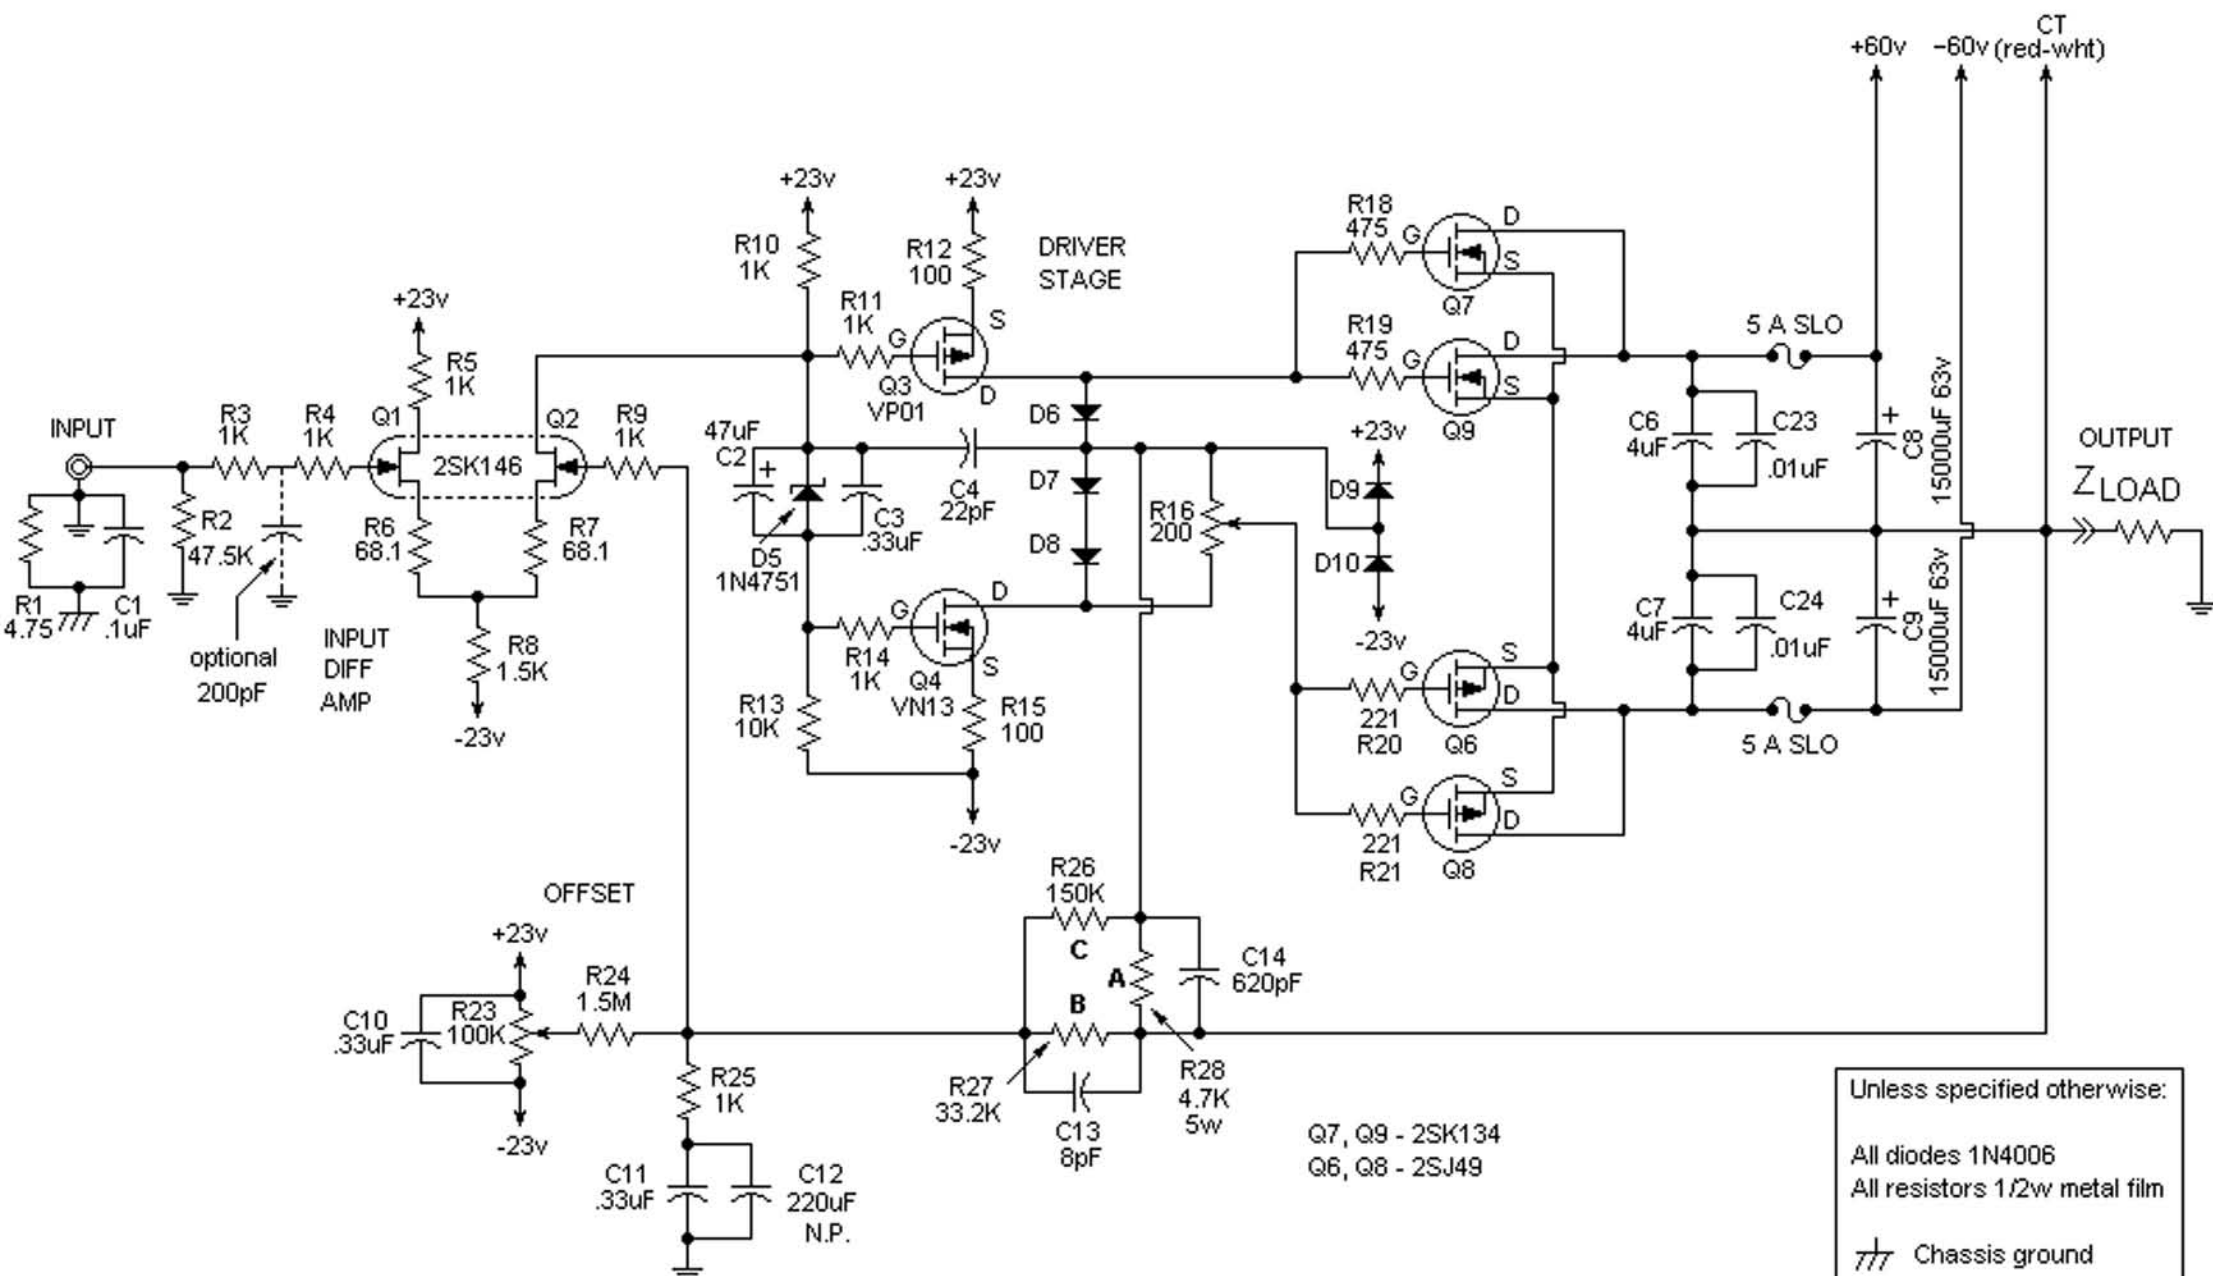 CT
+60v -60v (red-wht)
+23v
+23v
R10
1K
R12
100
DRIVER
STAGE
R18
475
G
D
S
Q7
+23v
R5
1K
R11
1K
G
S
D
Q3
VP01
R19
475
G
D
S
Q9
5 A SLO
INPUT
R3
1K
R4
1K
Q1
2SK146
Q2
R9
1K
47uF
C2
+
D6
+23v
C6
4uF
C23
.01uF
+
C8
15000uF 63v
OUTPUT
ZLOAD
R2
47.5K
R6
68.1
R7
68.1
D5
1N4751
C3
.33uF
C4
22pF
D7
D8
R16
200
D9
D10
-23v
R1
4.75
C1
.1uF
optional
200pF
INPUT
DIFF
AMP
R8
1.5K
-23v
G
D
S
R14
1K
Q4
VN13
R13
10K
R15
100
-23v
G
S
D
221
R20
Q6
C7
4uF
C24
.01uF
+
C9
15000uF 63v
5 A SLO
G
S
D
221
R21
Q8
OFFSET
+23v
C10
.33uF
R23
100K
R24
1.5M
-23v
R26
150K
C
A
B
C14
620pF
R27
33.2K
C13
8pF
R28
4.7K
5w
R25
1K
C11
.33uF
C12
220uF
N.P.
Q7, Q9 - 2SK134
Q6, Q8 - 2SJ49
Unless specified otherwise:
All diodes 1N4006
All resistors 1/2w metal film
Chassis ground